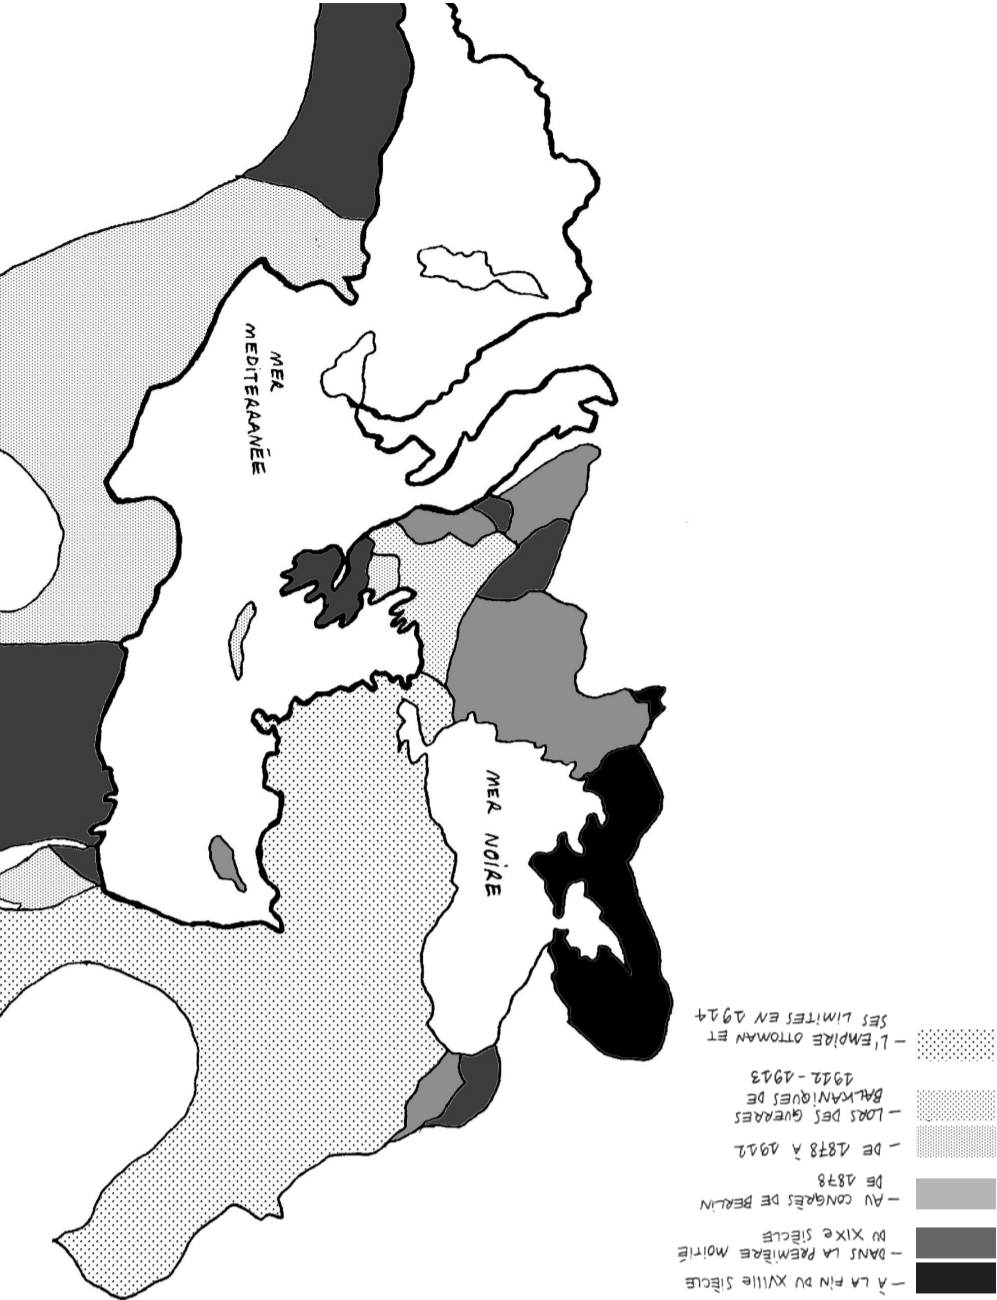 MER
MEDITERRANÉE
MER NOIRE
— À LA FIN DU XVIIIe SIÈCLE
— DANS LA PREMIÈRE MOITIÉ
DU XIXe SIÈCLE
— AU CONGRÈS DE BERLIN
DE 1878
— DE 1878 À 1912
— LORS DES GUERRES
BALKANIQUES DE
1912-1913
— L'EMPIRE OTTOMAN ET
SES LIMITES EN 1914